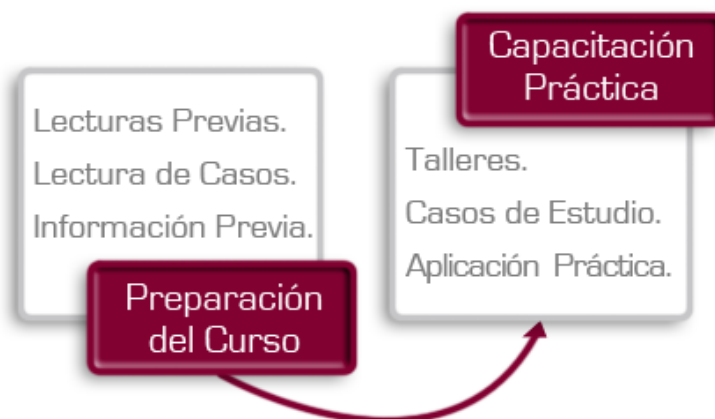 Lecturas Previas.
Lectura de Casos.
Información Previa.
Preparación
del Curso
Capacitación
Práctica
Talleres.
Casos de Estudio.
Aplicación Práctica.